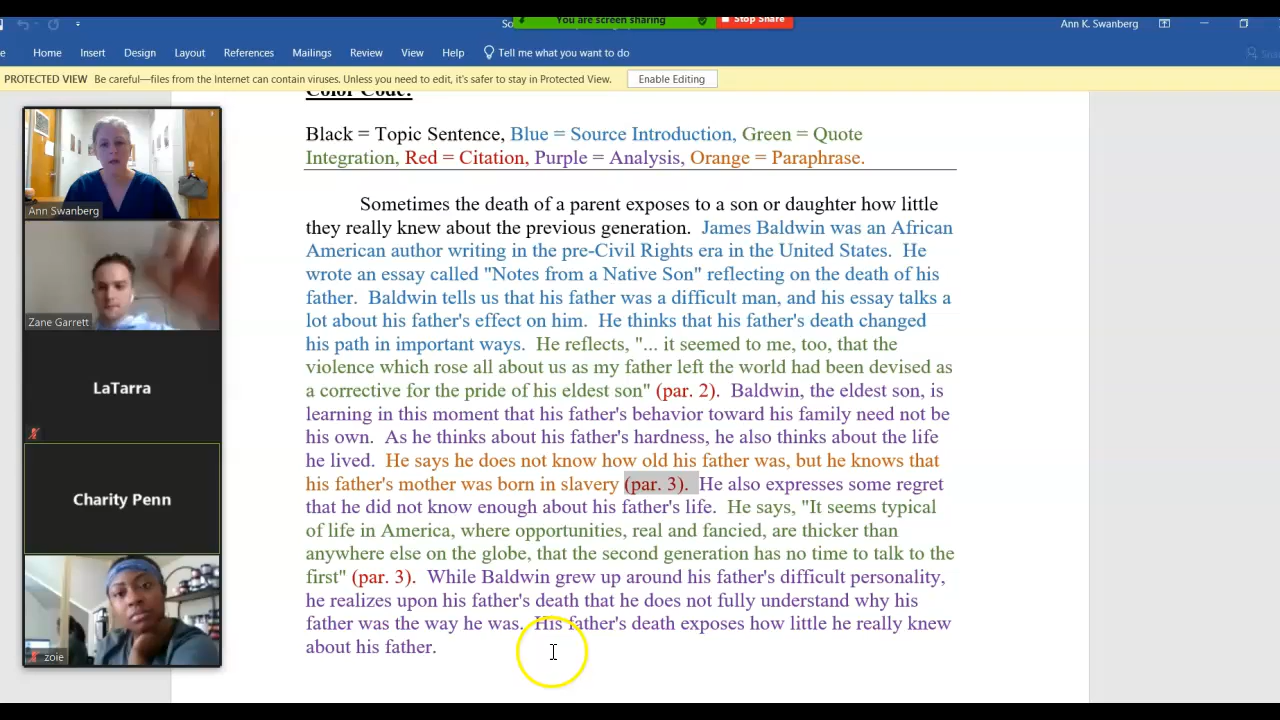 You are screen sharing
Stop Share
Ann K. Swanberg
Home Insert Design Layout References Mailings Review View Help Tell me what you want to do
PROTECTED VIEW Be careful—files from the Internet can contain viruses. Unless you need to edit, it's safer to stay in Protected View. Enable Editing
Color Code:
Black = Topic Sentence, Blue = Source Introduction, Green = Quote
Integration, Red = Citation, Purple = Analysis, Orange = Paraphrase.
Sometimes the death of a parent exposes to a son or daughter how little
they really knew about the previous generation. James Baldwin was an African
American author writing in the pre-Civil Rights era in the United States. He
wrote an essay called "Notes from a Native Son" reflecting on the death of his
father. Baldwin tells us that his father was a difficult man, and his essay talks a
lot about his father's effect on him. He thinks that his father's death changed
his path in important ways. He reflects, "... it seemed to me, too, that the
violence which rose all about us as my father left the world had been devised as
a corrective for the pride of his eldest son" (par. 2). Baldwin, the eldest son, is
learning in this moment that his father's behavior toward his family need not be
his own. As he thinks about his father's hardness, he also thinks about the life
he lived. He says he does not know how old his father was, but he knows that
his father's mother was born in slavery (par. 3). He also expresses some regret
that he did not know enough about his father's life. He says, "It seems typical
of life in America, where opportunities, real and fancied, are thicker than
anywhere else on the globe, that the second generation has no time to talk to the
first" (par. 3). While Baldwin grew up around his father's difficult personality,
he realizes upon his father's death that he does not fully understand why his
father was the way he was. His father's death exposes how little he really knew
about his father.
Ann Swanberg
Zane Garrett
LaTarra
Charity Penn
zoie